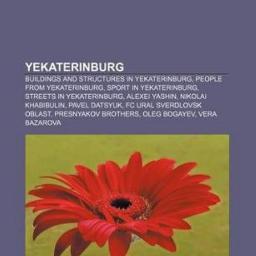 YEKATERINBURG
BUILDINGS AND STRUCTURES IN YEKATERINBURG, PEOPLE
FROM YEKATERINBURG, SPORT IN YEKATERINBURG,
STREETS IN YEKATERINBURG, ALEXEI YASHIN, NIKOLAI
KHABIBULIN, PAVEL DATSYUK, FC URAL SVERDLOVSK
OBLAST, PRESNYAKOV BROTHERS, OLEG BOGAYEV, VERA
BAZAROVA